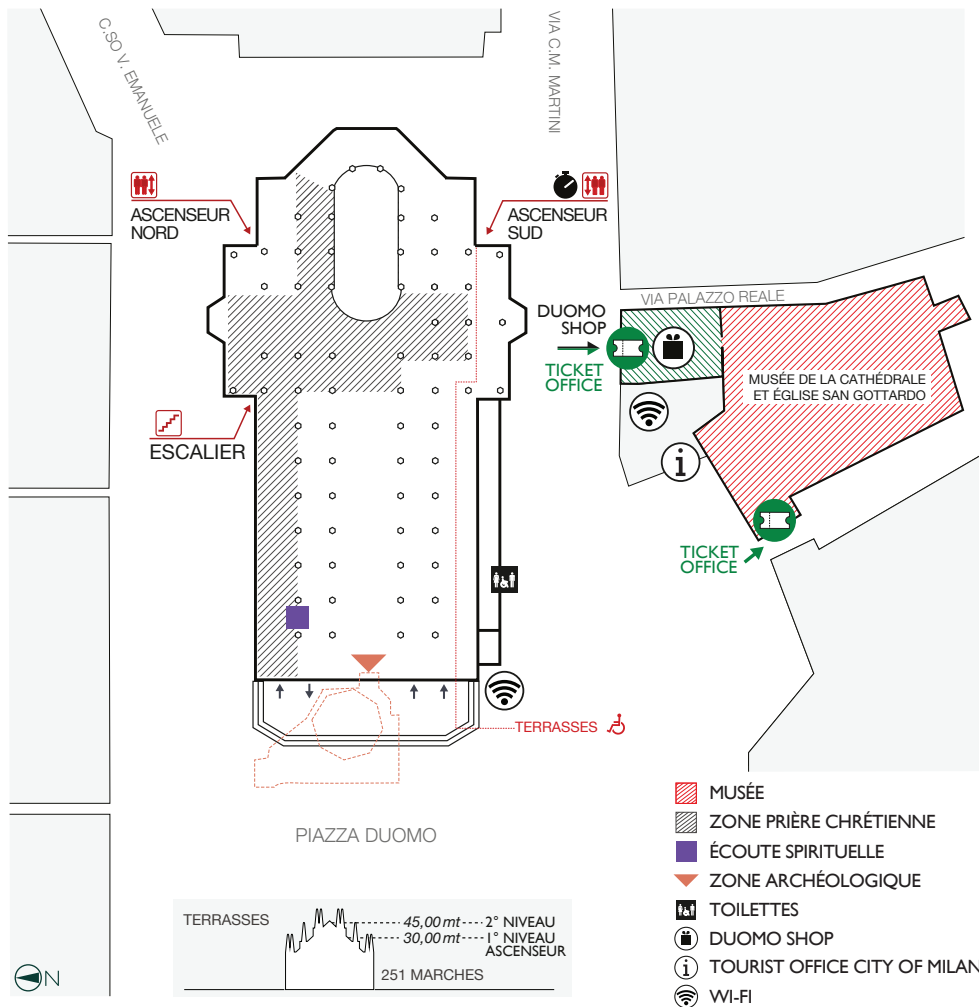 C.SO V. EMANUELE
VIA C.M. MARTINI
ASCENSEUR
NORD
ASCENSEUR
SUD
VIA PALAZZO REALE
DUOMO
SHOP
TICKET
OFFICE
MUSÉE DE LA CATHÉDRALE
ET ÉGLISE SAN GOTTARDO
ESCALIER
i
TICKET
OFFICE
TERRASSES
PIAZZA DUOMO
MUSÉE
ZONE PRIÈRE CHRÉTIENNE
ÉCOUTE SPIRITUELLE
ZONE ARCHÉOLOGIQUE
TOILETTES
DUOMO SHOP
i TOURIST OFFICE CITY OF MILAN
WI-FI
TERRASSES
45,00 mt 2° NIVEAU
30,00 mt 1° NIVEAU
ASCENSEUR
251 MARCHES
N